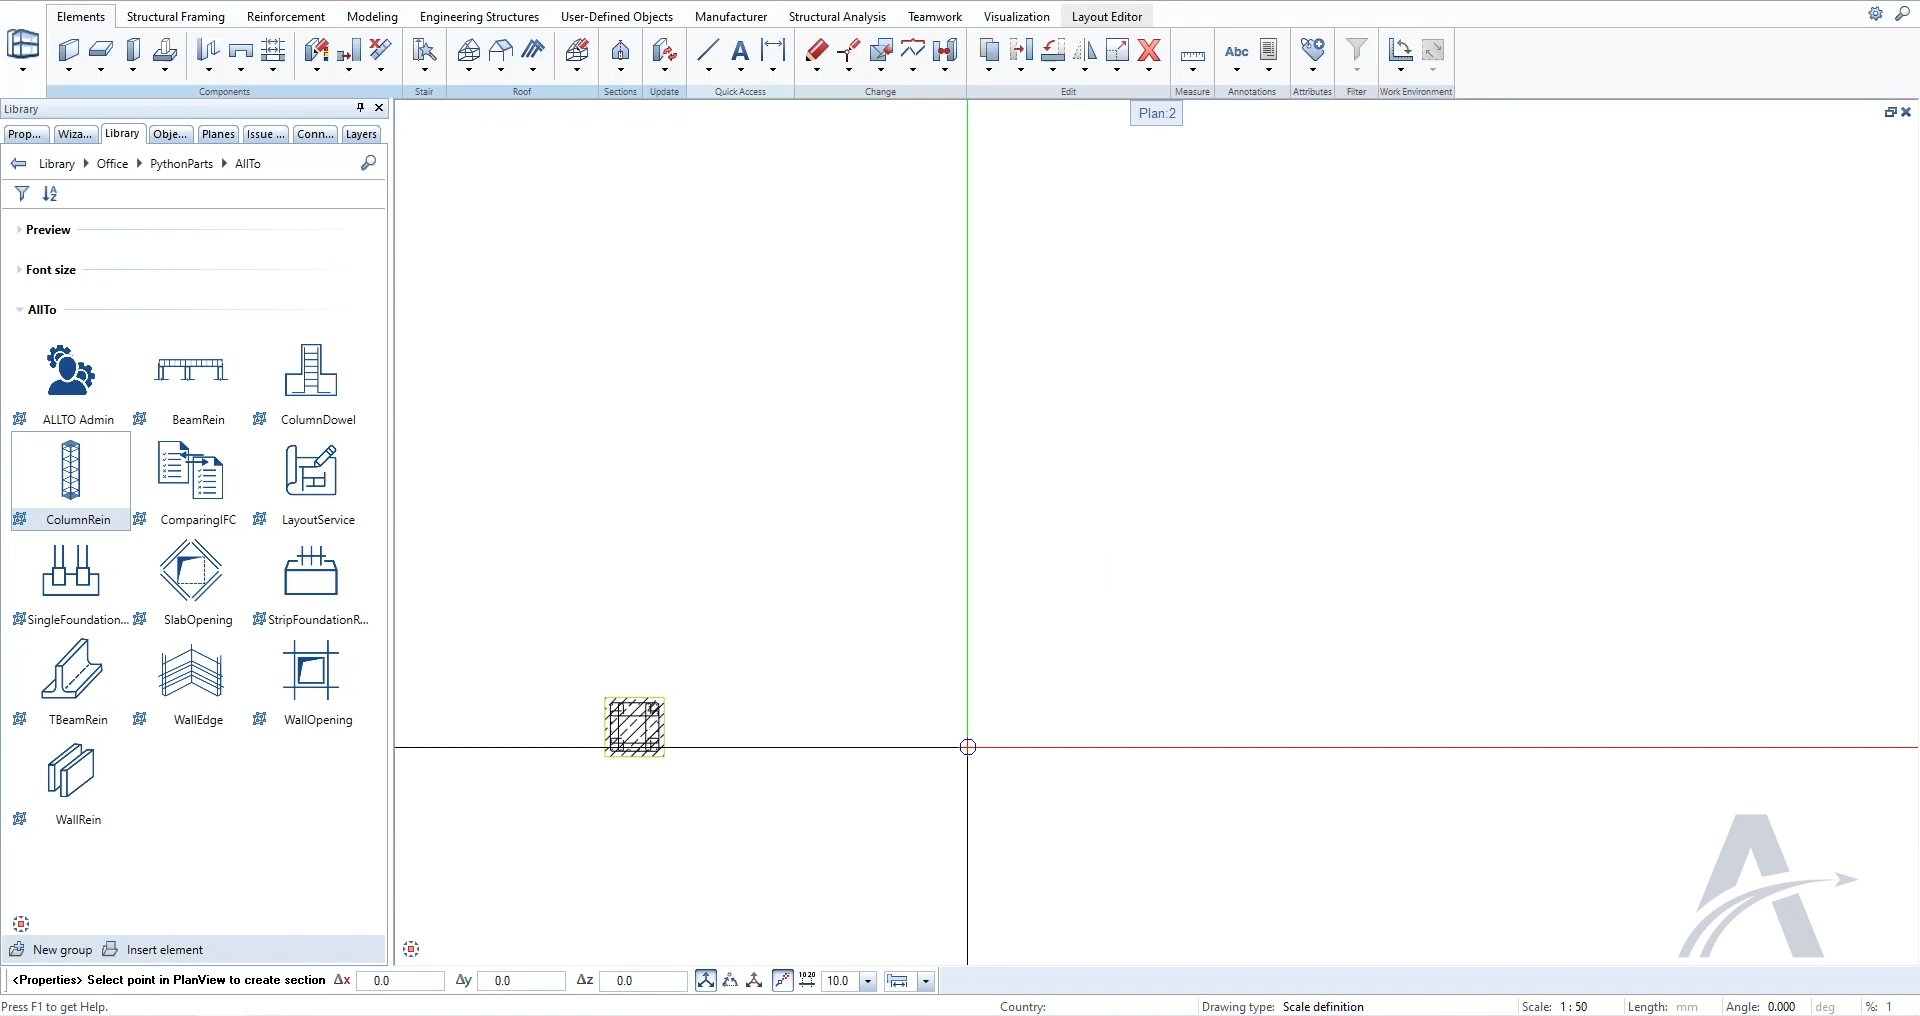 Elements Structural Framing Reinforcement Modeling Engineering Structures User-Defined Objects Manufacturer Structural Analysis Teamwork Visualization Layout Editor
A Abc
Components Stair Roof Sections Update Quick Access Change Edit Measure Annotations Attributes Filter Work Environment
Library
Plan:2
Prop... Wiza... Library Obje... Planes Issue ... Conn... Layers
Library Office PythonParts AllTo
Preview
Font size
AllTo
ALLTO Admin BeamRein ColumnDowel
ColumnRein ComparingIFC LayoutService
SingleFoundation... SlabOpening StripFoundationR...
TBeamRein WallEdge WallOpening
WallRein
New group Insert element
<Properties> Select point in PlanView to create section Δx 0.0 Δy 0.0 Δz 0.0 1020 10.0
Press F1 to get Help. Country: Drawing type: Scale definition Scale: 1 : 50 Length: mm Angle: 0.000 deg %: 1